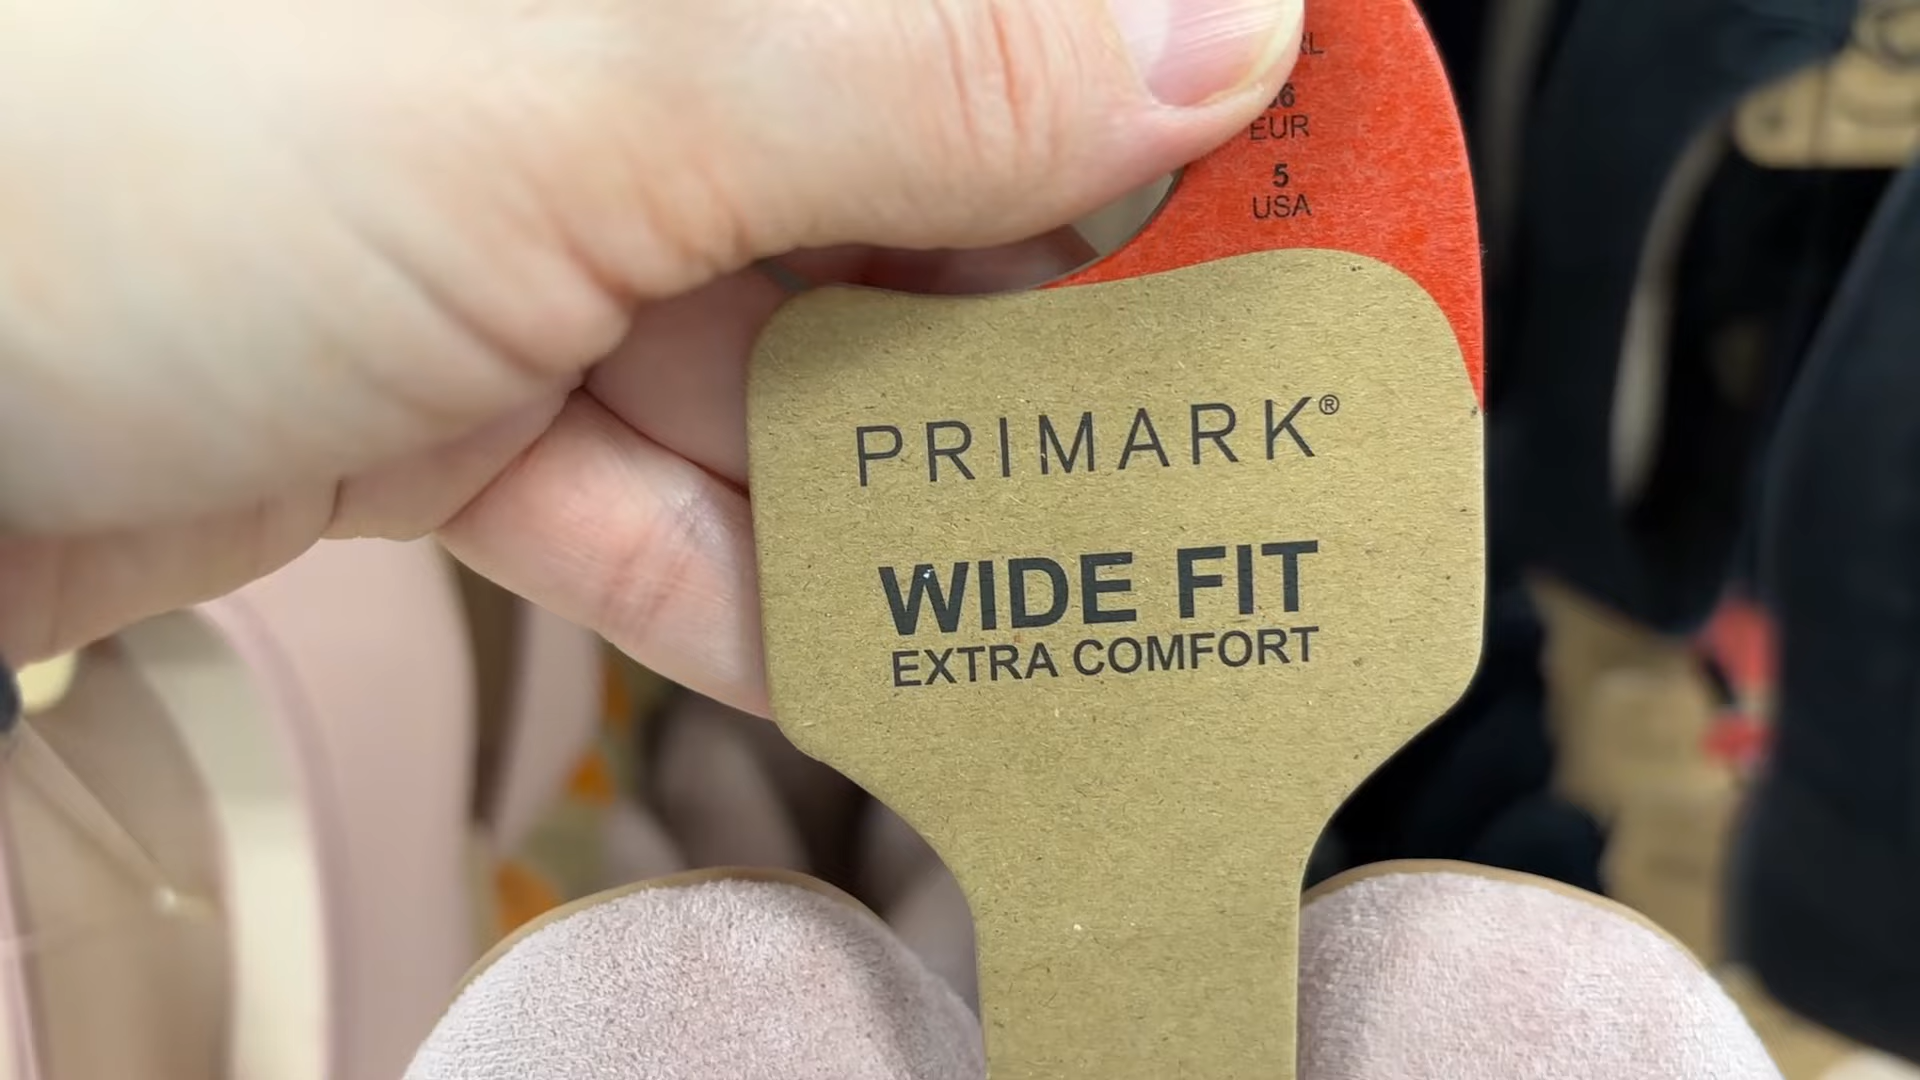 EUR
5
USA
PRIMARK®
WIDE FIT
EXTRA COMFORT